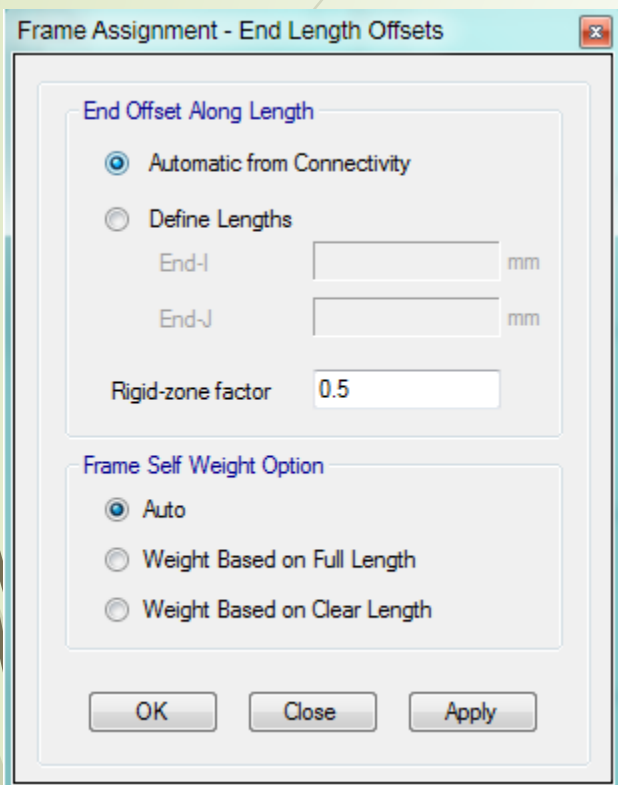 Frame Assignment - End Length Offsets
End Offset Along Length
Automatic from Connectivity
Define Lengths
End-I mm
End-J mm
Rigid-zone factor 0.5
Frame Self Weight Option
Auto
Weight Based on Full Length
Weight Based on Clear Length
OK Close Apply